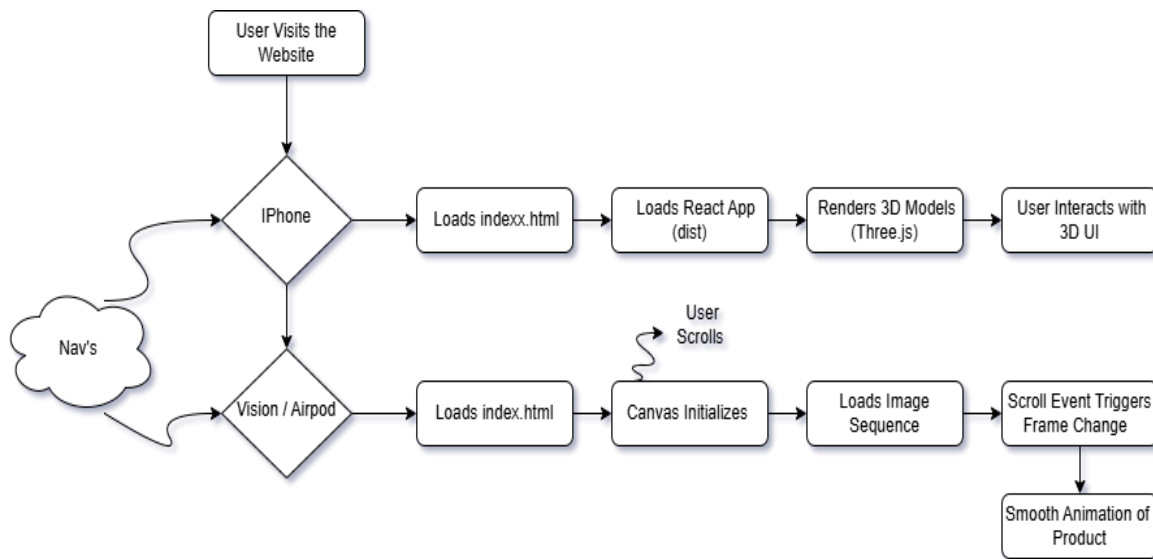 User Visits the
Website
IPhone
Loads indexx.html
Loads React App
(dist)
Renders 3D Models
(Three.js)
User Interacts with
3D UI
Nav's
User
Scrolls
Vision / Airpod
Loads index.html
Canvas Initializes
Loads Image
Sequence
Scroll Event Triggers
Frame Change
Smooth Animation of
Product